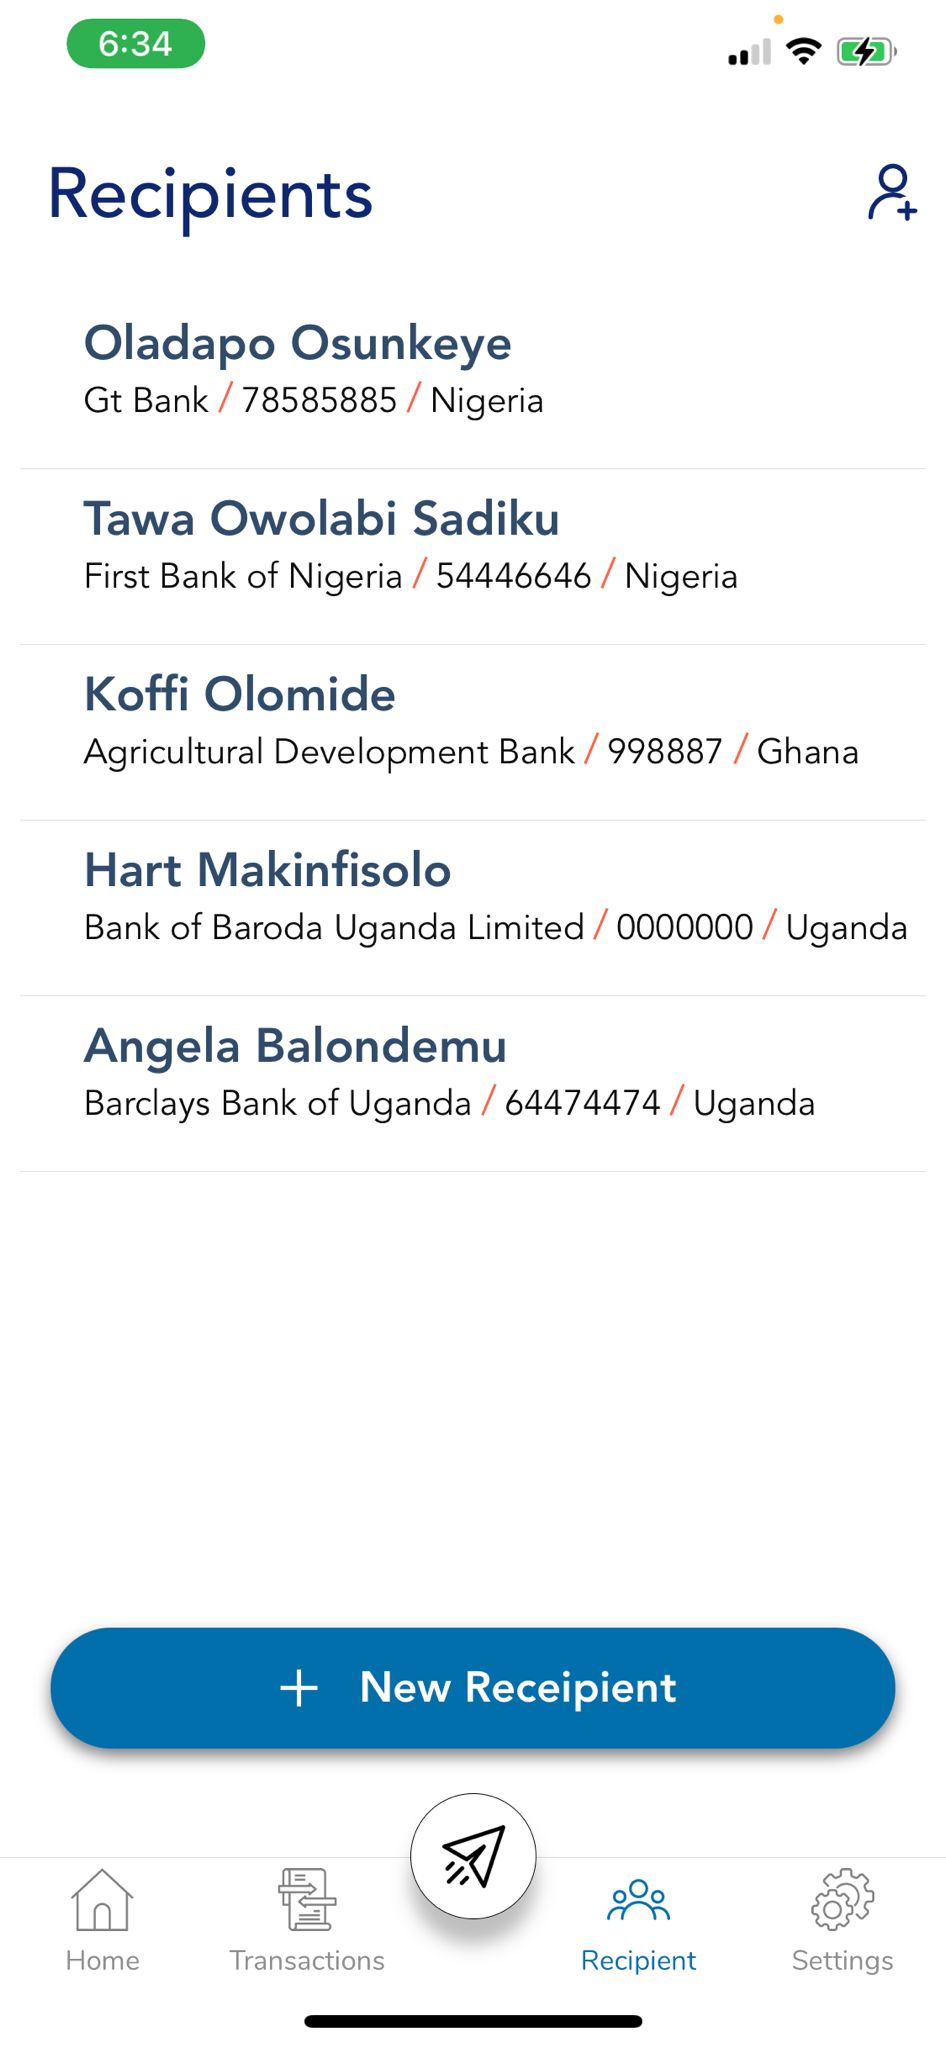 6:34
Recipients
Oladapo Osunkeye
Gt Bank / 78585885 / Nigeria
Tawa Owolabi Sadiku
First Bank of Nigeria / 54446646 / Nigeria
Koffi Olomide
Agricultural Development Bank / 998887 / Ghana
Hart Makinfisolo
Bank of Baroda Uganda Limited / 0000000 / Uganda
Angela Balondemu
Barclays Bank of Uganda / 64474474 / Uganda
+ New Receipient
Home Transactions Recipient Settings